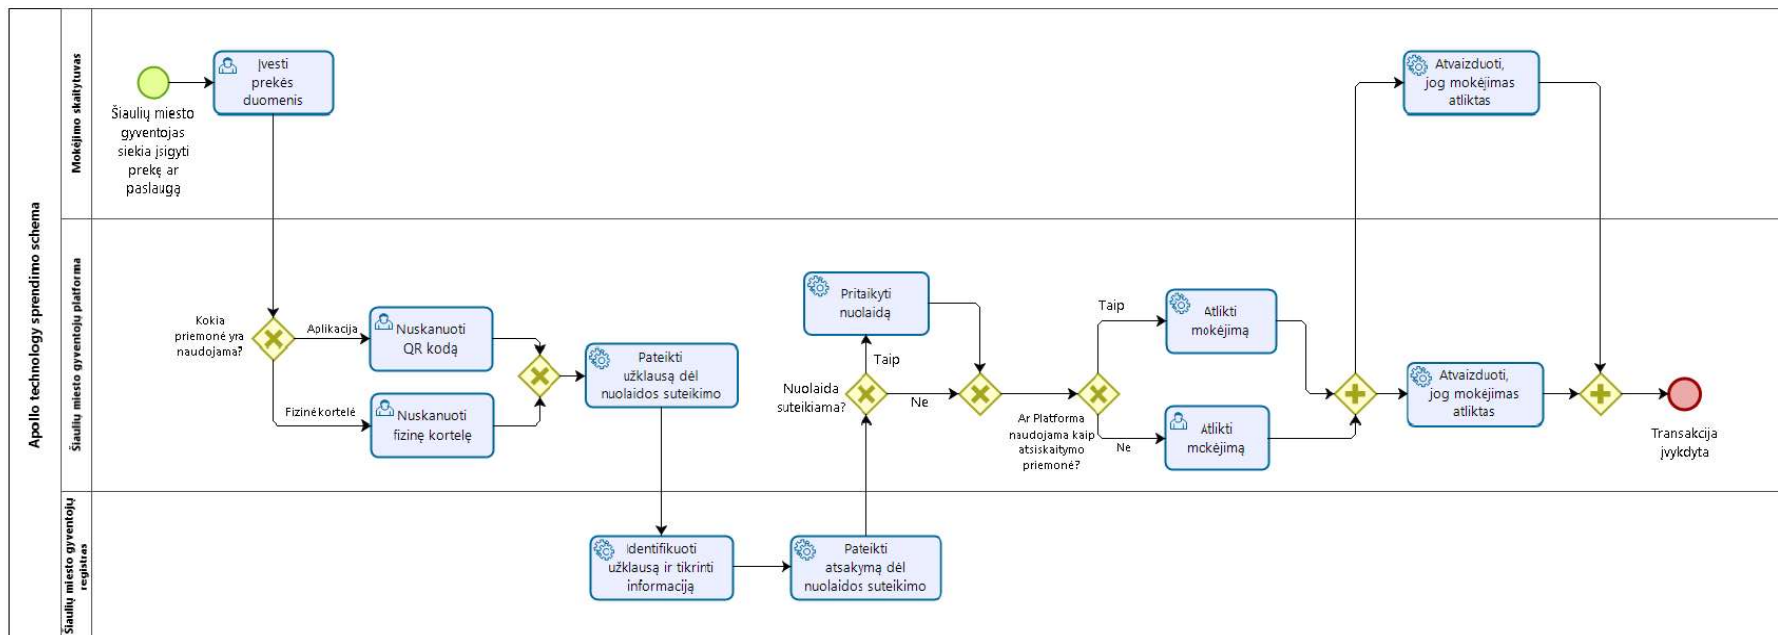 Apollo technology sprendimo schema
Mokėjimo skaitytuvas
Šiaulių miesto gyventojas
siekia įsigyti
prekę ar
paslaugą
Įvesti
prekės
duomenis
Atvaizduoti,
jog mokėjimas
atliktas
Šiaulių miesto gyventojų platforma
Kokia
priemonė yra
naudojama?
Aplikacija
Nuskanuoti
QR kodą
Fizinė kortelė
Nuskanuoti
fizinę kortelę
Pateikti
užklausą dėl
nuolaidos suteikimo
Nuolaida
suteikiama?
Taip
Pritaikyti
nuolaidą
Ne
Ar Platforma
naudojama kaip
atsiskaitymo
priemonė?
Taip
Atlikti
mokėjimą
Ne
Atlikti
mokėjimą
Atvaizduoti,
jog mokėjimas
atliktas
Transakcija
įvykdyta
Šiaulių miesto gyventojų
registras
Identifikuoti
užklausą ir tikrinti
informaciją
Pateikti
atsakymą dėl
nuolaidos suteikimo